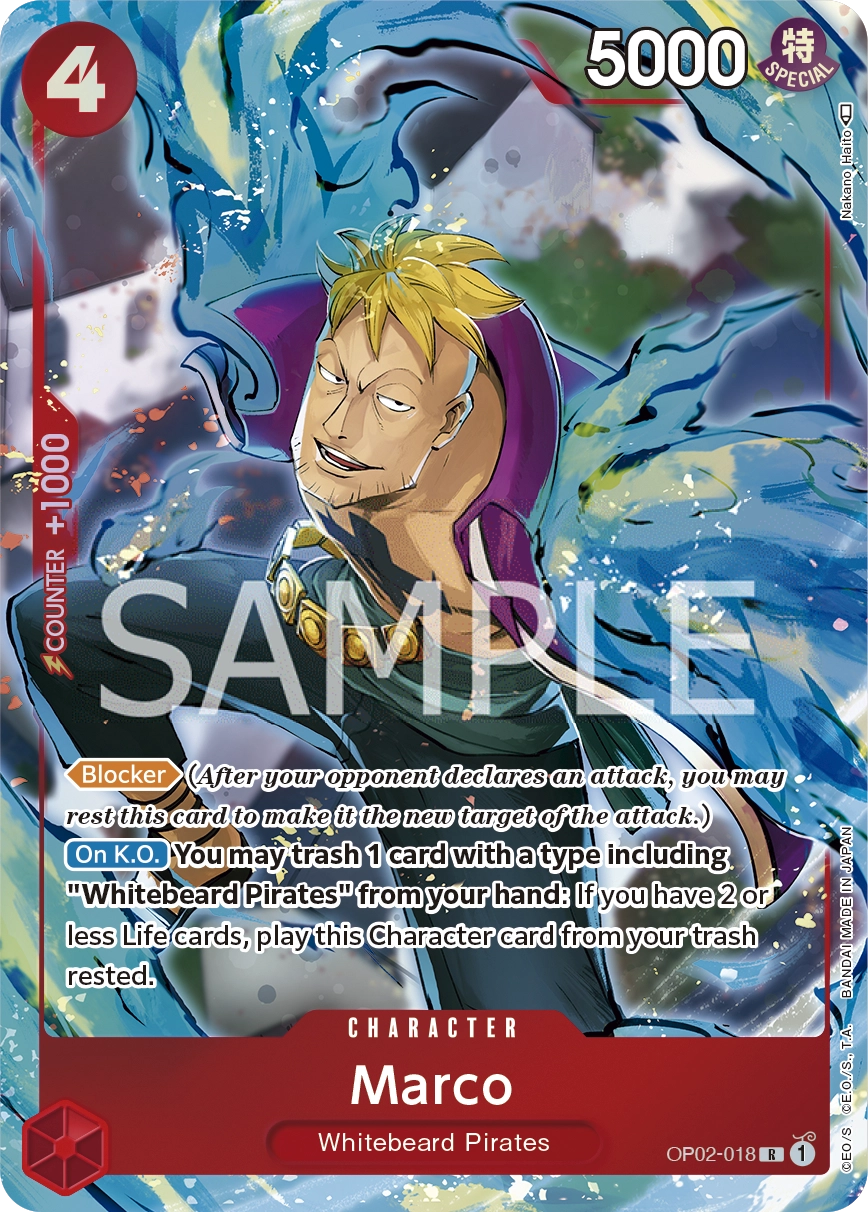 4
5000
特
SPECIAL
Nakano Haito
COUNTER +1000
SAMPLE
Blocker (After your opponent declares an attack, you may
rest this card to make it the new target of the attack.)
On K.O. You may trash 1 card with a type including
"Whitebeard Pirates" from your hand: If you have 2 or
less Life cards, play this Character card from your trash
rested.
CHARACTER
Marco
Whitebeard Pirates
OP02-018 R 1
©EO/S ©E.O./S., T.A. BANDAI MADE IN JAPAN